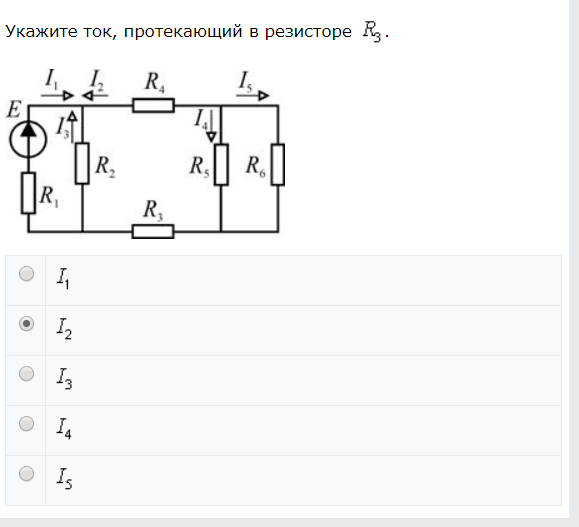 Укажите ток, протекающий в резисторе R₃.
I₁ I₂ R₄ I₅
E I₃ I₄
R₂ R₅ R₆
R₁ R₃
I₁
I₂
I₃
I₄
I₅